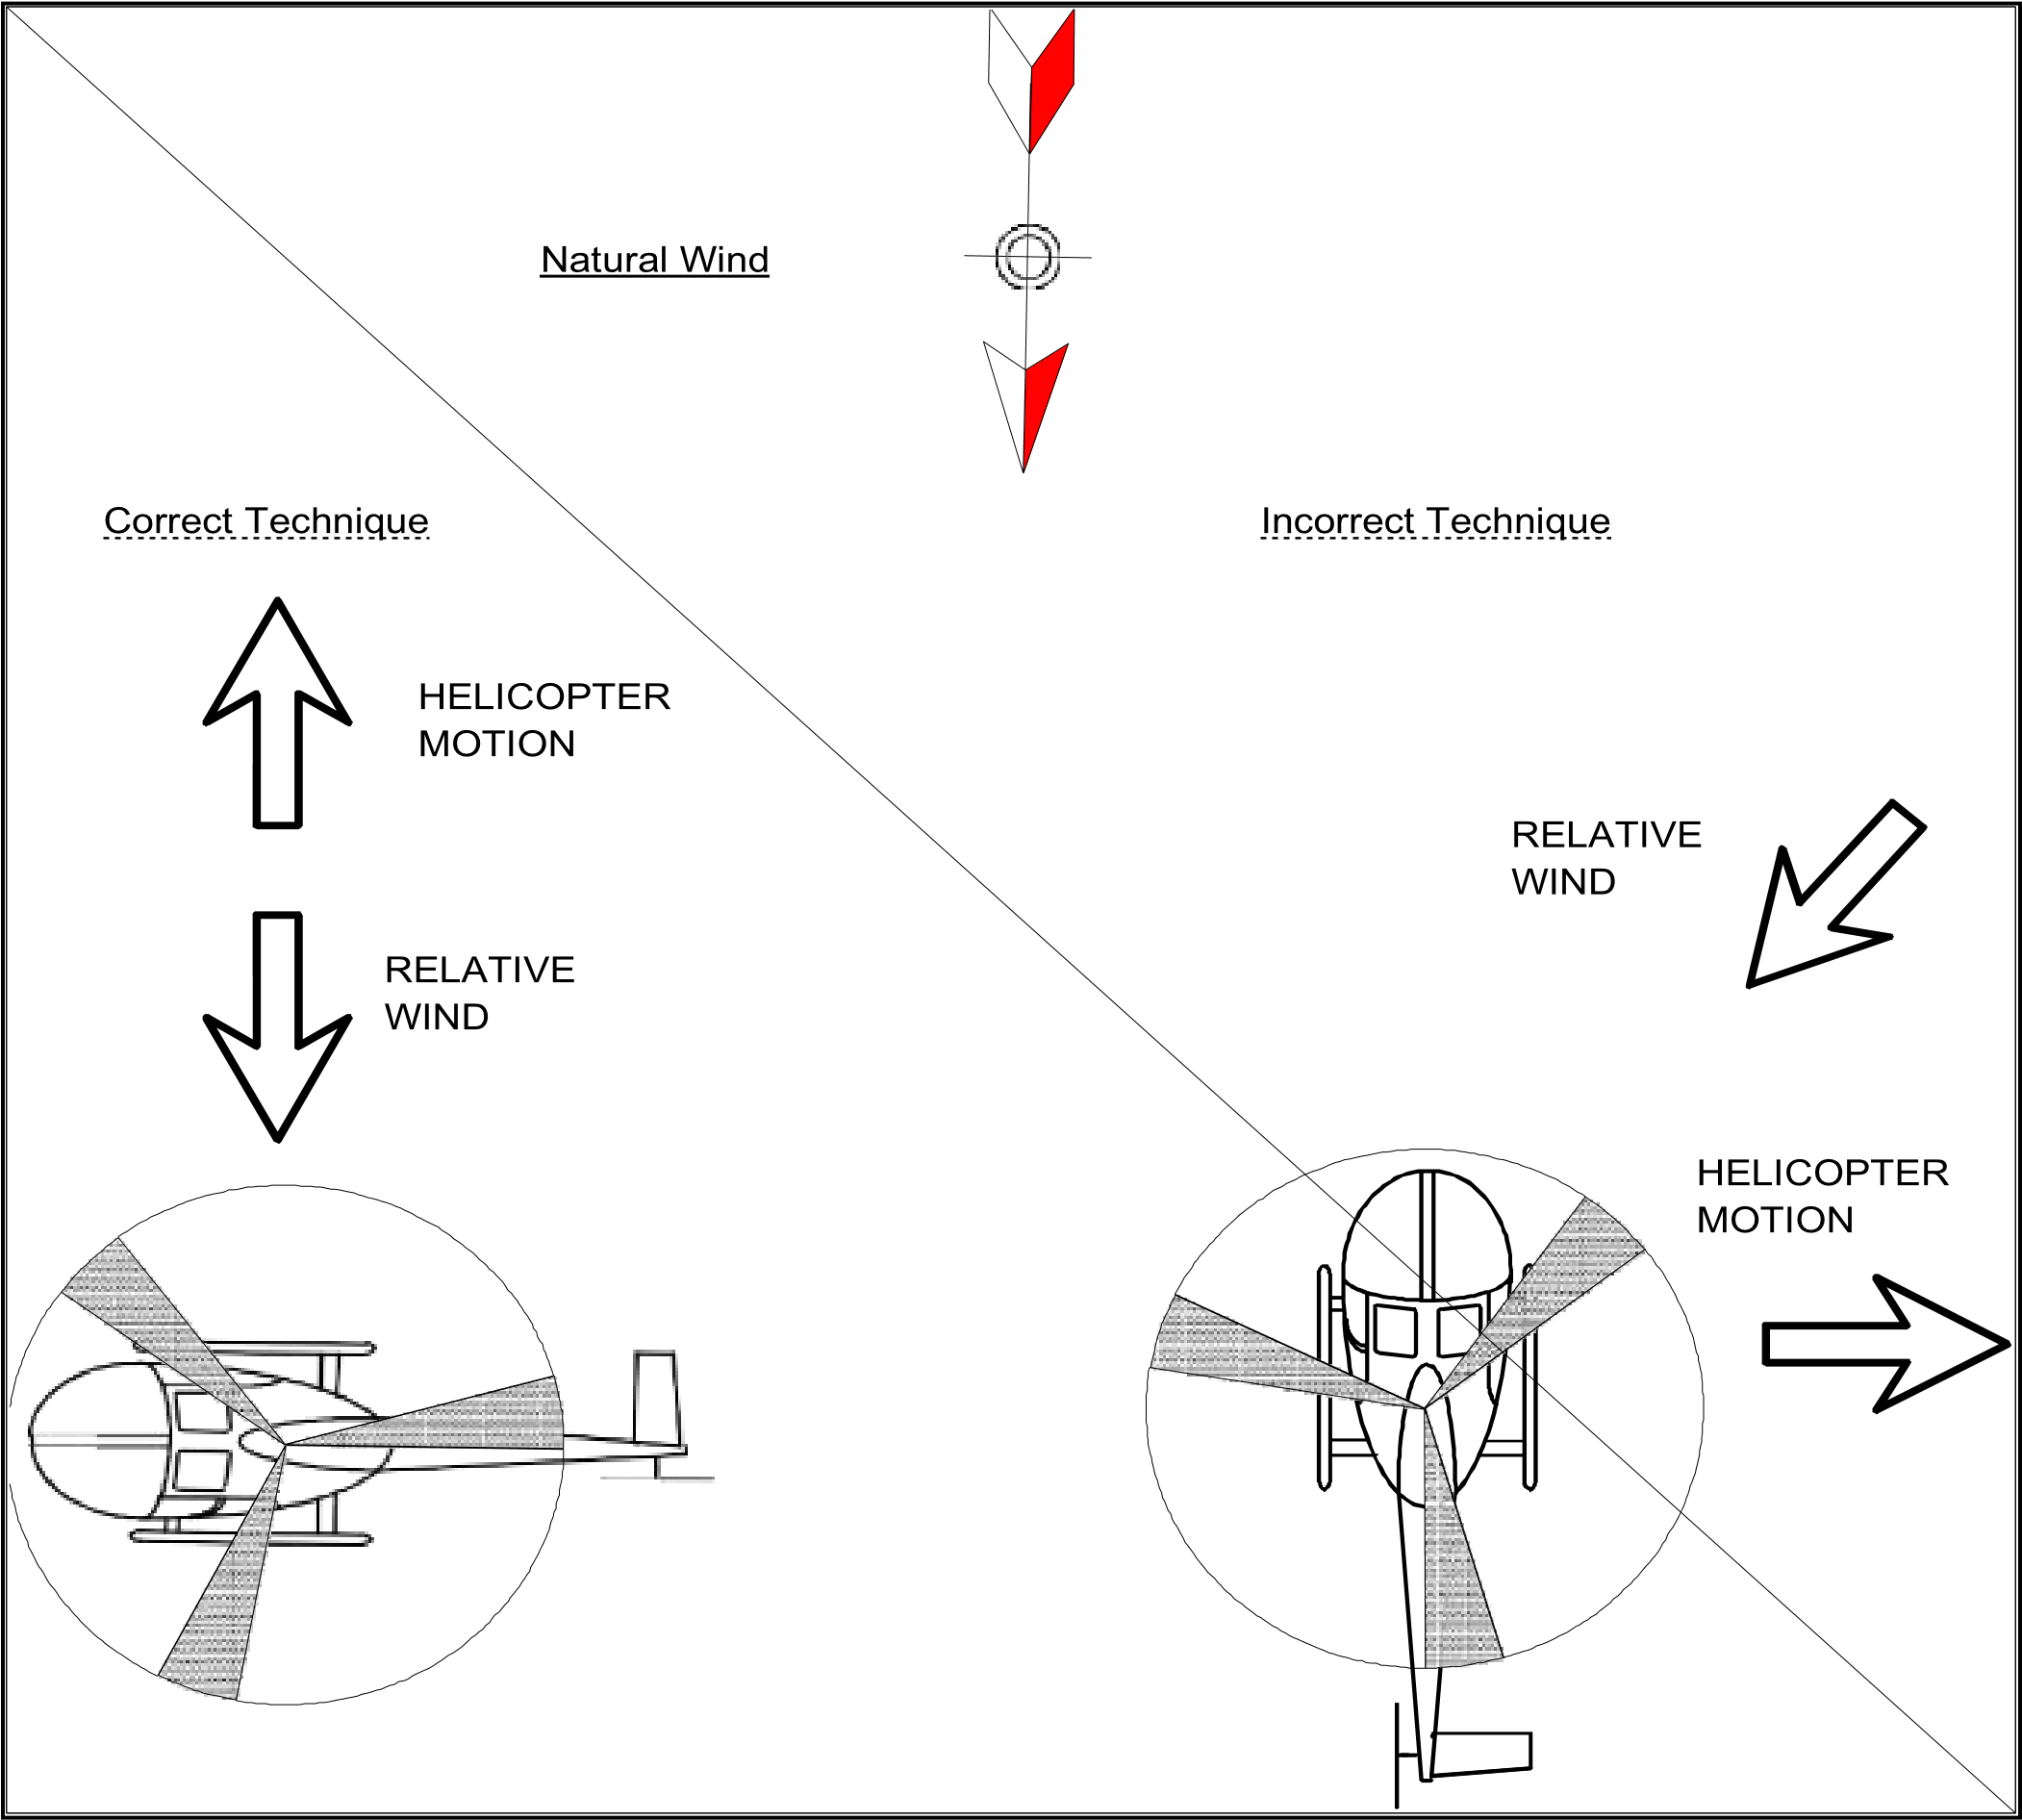 Natural Wind
Correct Technique
Incorrect Technique
HELICOPTER
MOTION
RELATIVE
WIND
RELATIVE
WIND
HELICOPTER
MOTION